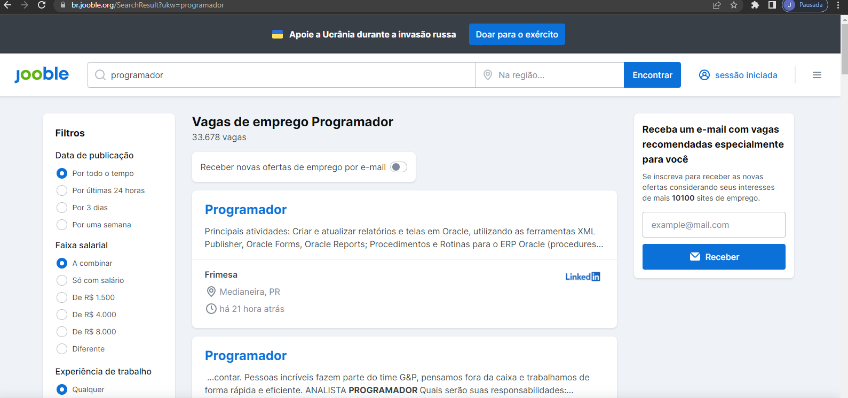 br.jooble.org/SearchResult?ukw=programador
J Pausada
Apoie a Ucrânia durante a invasão russa
Doar para o exército
jooble
programador
Na região...
Encontrar
sessão iniciada
Filtros
Data de publicação
Por todo o tempo
Por últimas 24 horas
Por 3 dias
Por uma semana
Faixa salarial
A combinar
Só com salário
De R$ 1.500
De R$ 4.000
De R$ 8.000
Diferente
Experiência de trabalho
Qualquer
Vagas de emprego Programador
33.678 vagas
Receber novas ofertas de emprego por e-mail
Programador
Principais atividades: Criar e atualizar relatórios e telas em Oracle, utilizando as ferramentas XML
Publisher, Oracle Forms, Oracle Reports; Procedimentos e Rotinas para o ERP Oracle (procedures...
Frimesa
LinkedIn
Medianeira, PR
há 21 hora atrás
Programador
...contar. Pessoas incríveis fazem parte do time G&P, pensamos fora da caixa e trabalhamos de
forma rápida e eficiente. ANALISTA PROGRAMADOR Quais serão suas responsabilidades:...
Receba um e-mail com vagas
recomendadas especialmente
para você
Se inscreva para receber as novas
ofertas considerando seus interesses
de mais 10100 sites de emprego.
example@mail.com
Receber